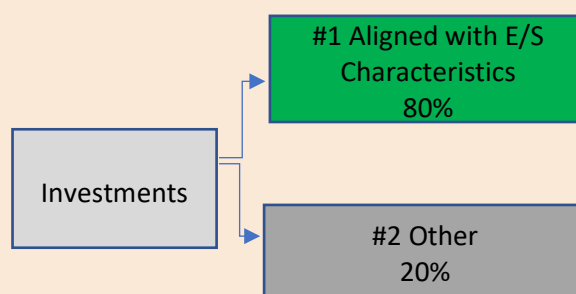 #1 Aligned with E/S
Characteristics
80%
Investments
#2 Other
20%